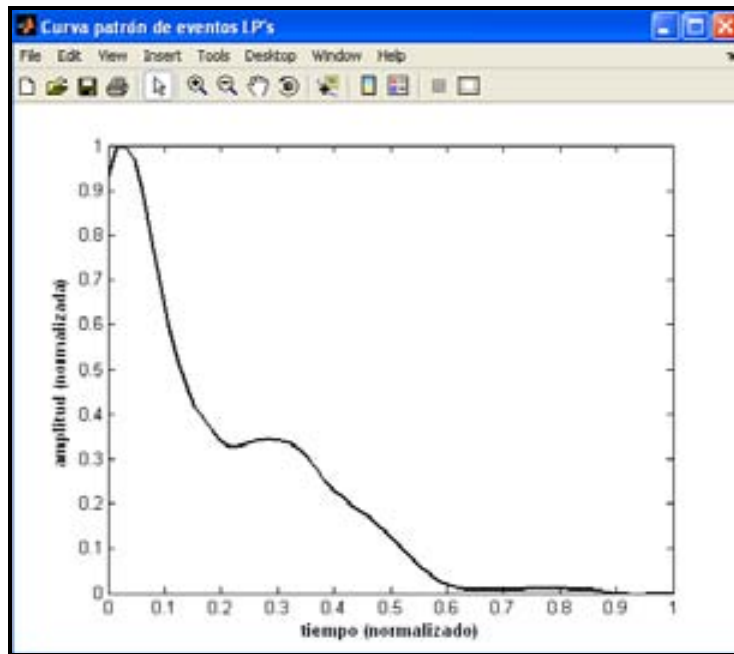 Curva patrón de eventos LP's
File Edit View Insert Tools Desktop Window Help
1
0.9
0.8
0.7
0.6
0.5
0.4
0.3
0.2
0.1
0
amplitud (normalizada)
0 0.1 0.2 0.3 0.4 0.5 0.6 0.7 0.8 0.9 1
tiempo (normalizado)